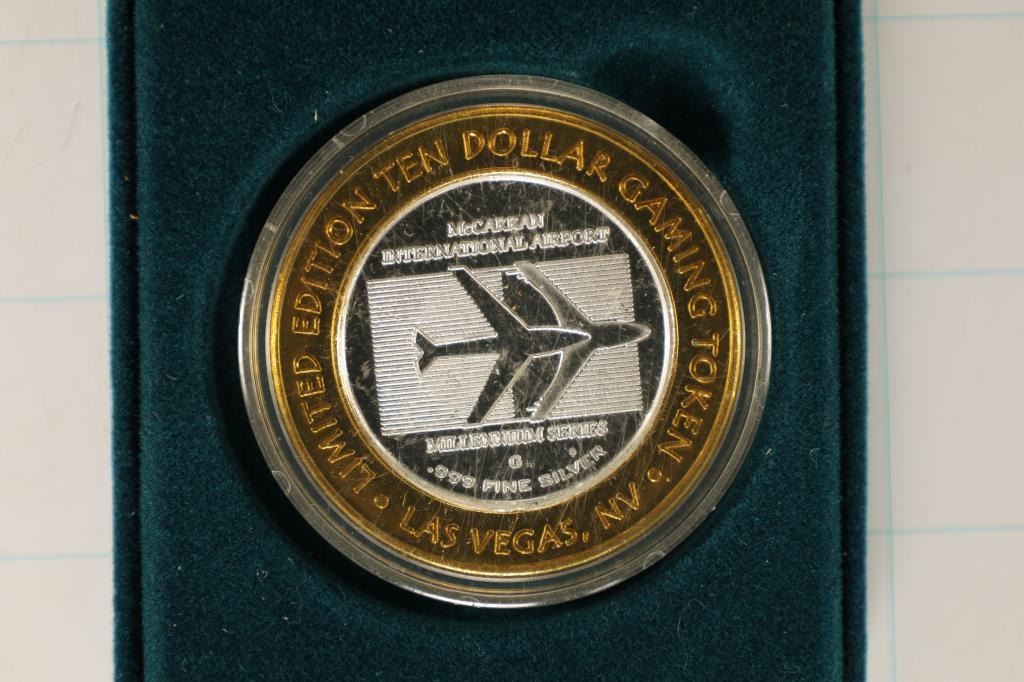 • LIMITED EDITION TEN DOLLAR GAMING TOKEN •
LAS VEGAS, NV
McCARRAN
INTERNATIONAL AIRPORT
MILLENNIUM SERIES
G
.999 FINE SILVER